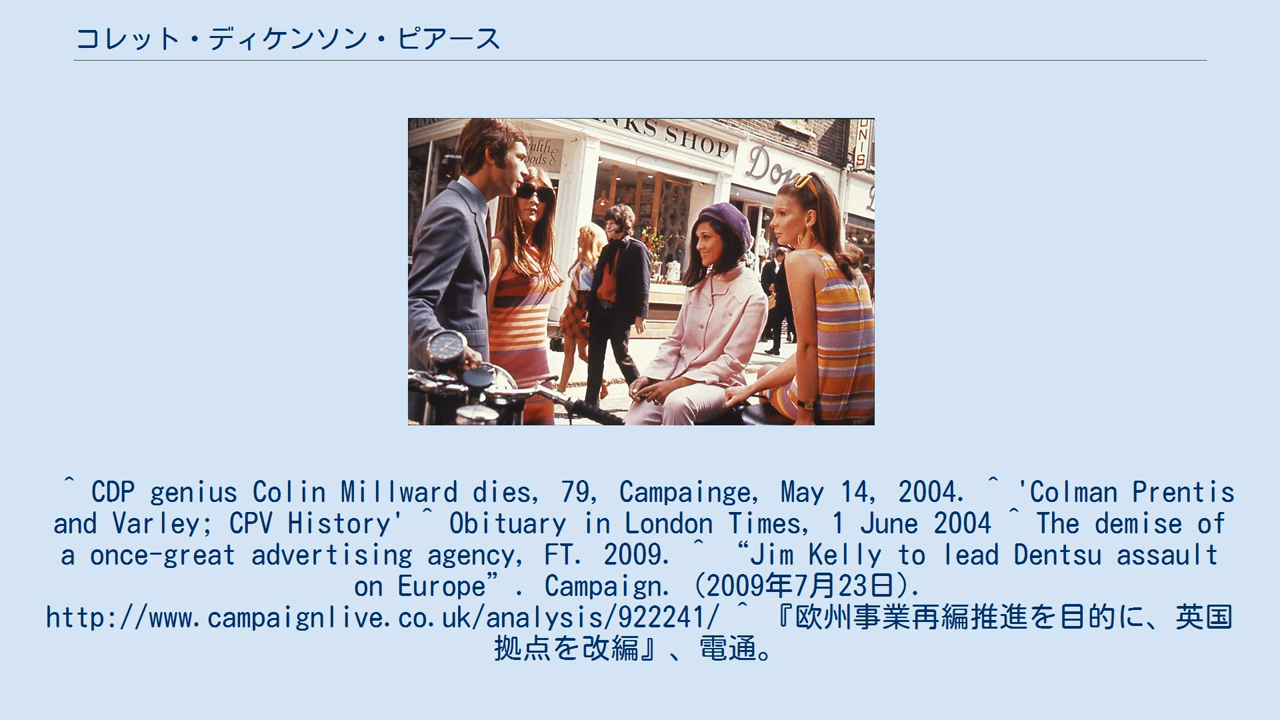 コレット・ディケンソン・ピアース
NKS SHOP
ealth
oods
Don
ONIS
^ CDP genius Colin Millward dies, 79, Campainge, May 14, 2004. ^ 'Colman Prentis
and Varley; CPV History' ^ Obituary in London Times, 1 June 2004 ^ The demise of
a once-great advertising agency, FT. 2009. ^ “Jim Kelly to lead Dentsu assault
on Europe”. Campaign. (2009年7月23日).
http://www.campaignlive.co.uk/analysis/922241/ ^ 『欧州事業再編推進を目的に、英国
拠点を改編』、電通。